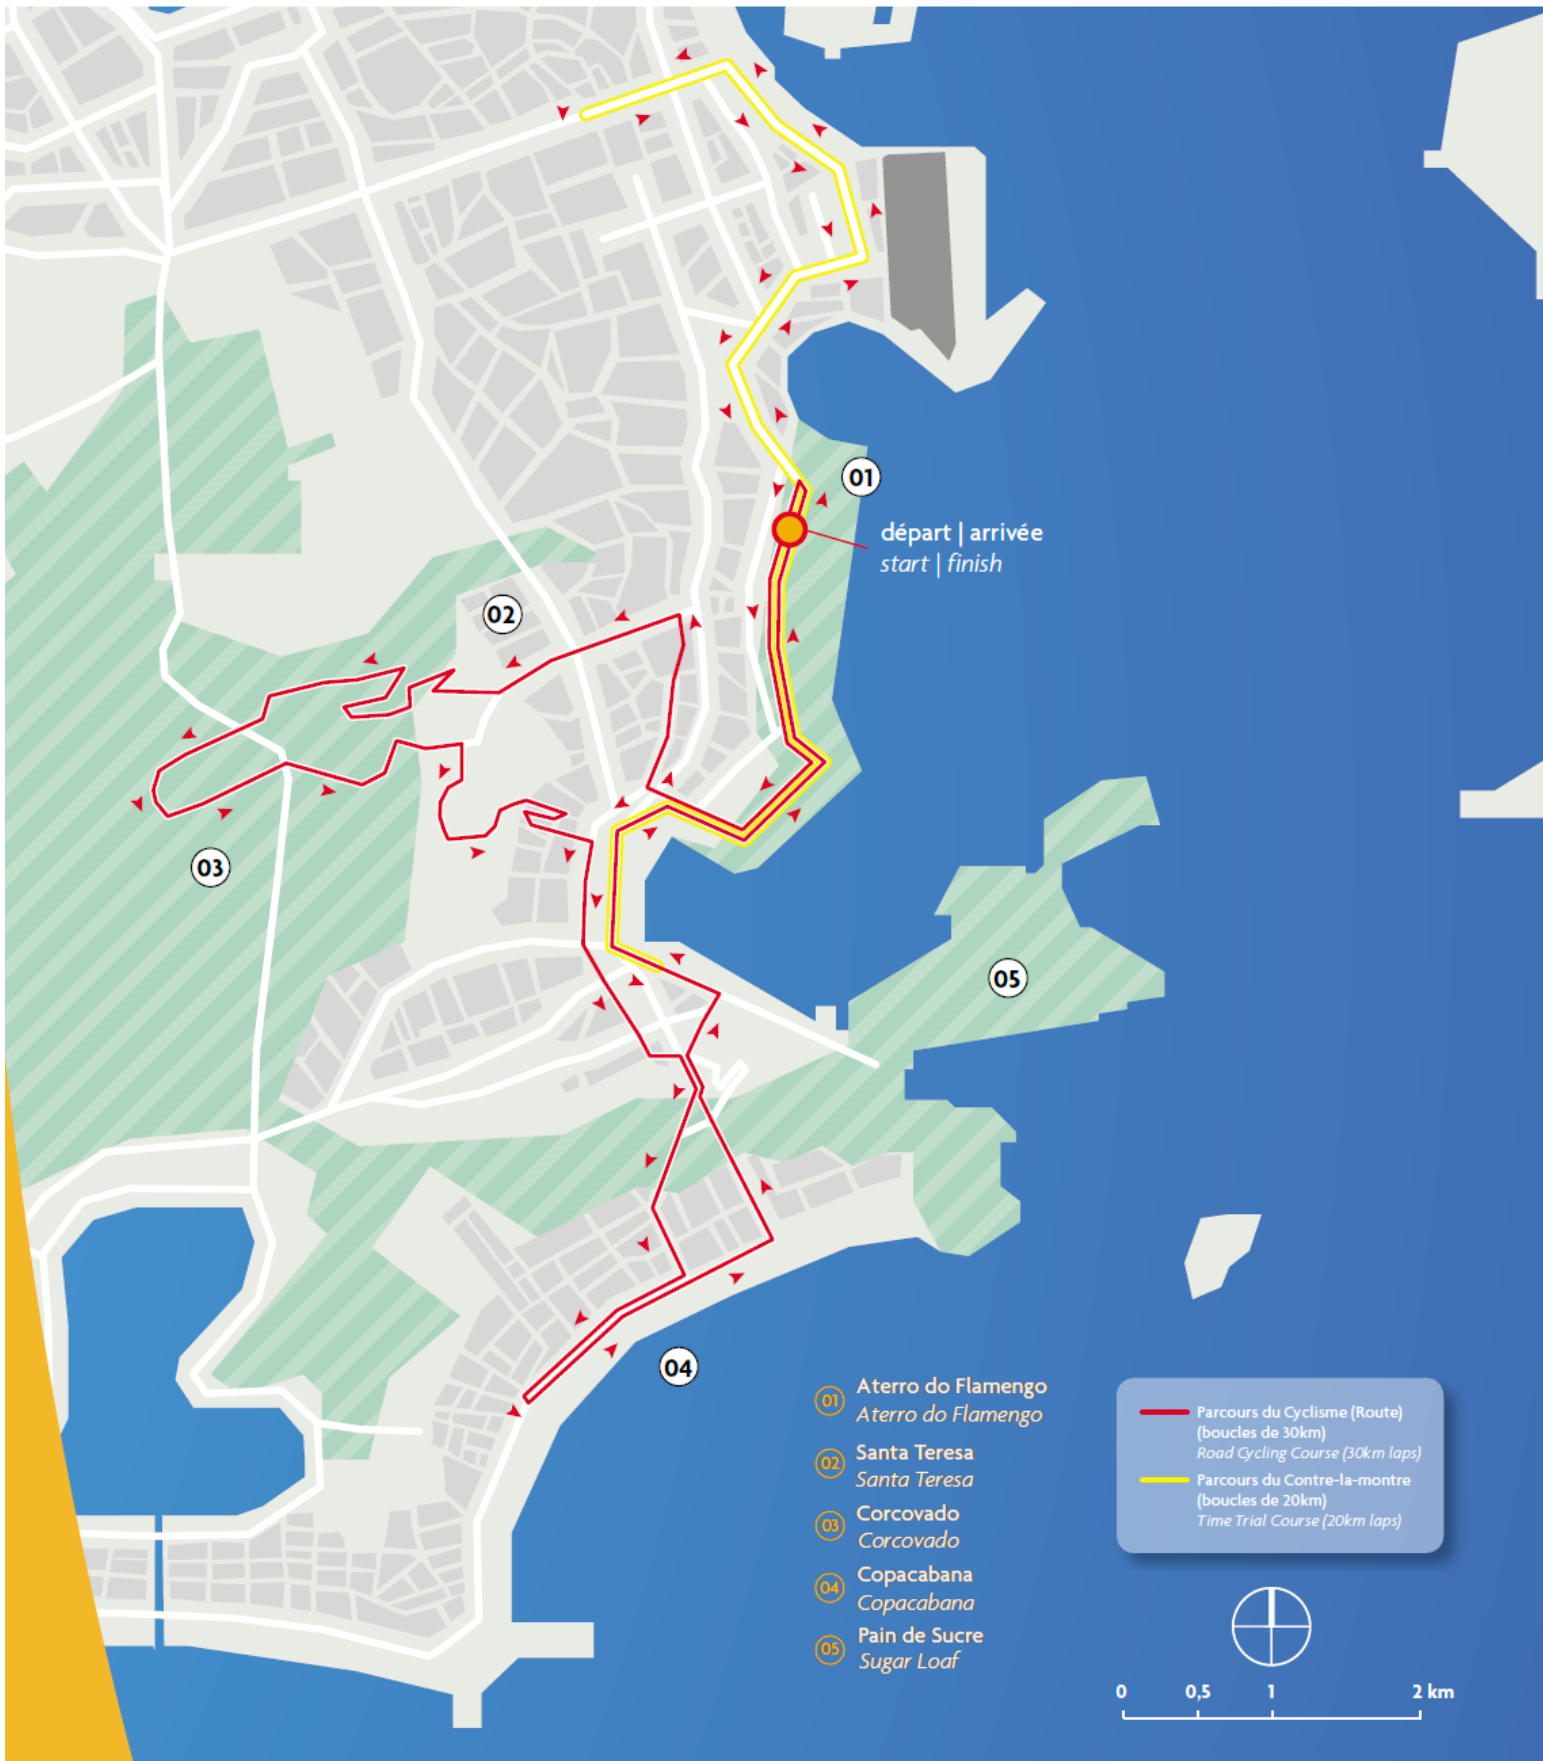 01
départ | arrivée
start | finish
02
03
05
04
01 Aterro do Flamengo
Aterro do Flamengo
02 Santa Teresa
Santa Teresa
03 Corcovado
Corcovado
04 Copacabana
Copacabana
05 Pain de Sucre
Sugar Loaf
Parcours du Cyclisme (Route)
(boucles de 30km)
Road Cycling Course (30km laps)
Parcours du Contre-la-montre
(boucles de 20km)
Time Trial Course (20km laps)
0 0,5 1 2 km